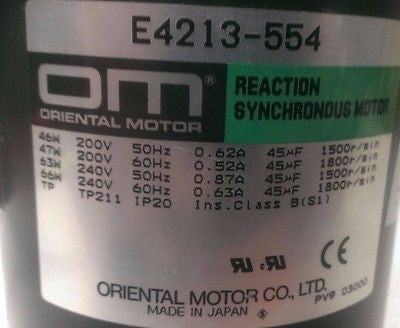 E4213-554
OM®
ORIENTAL MOTOR
REACTION
SYNCHRONOUS MOTOR
46W 200V 50Hz 0.62A 45µF 1500r/min
47W 200V 60Hz 0.52A 45µF 1800r/min
63W 240V 50Hz 0.87A 45µF 1500r/min
66W 240V 60Hz 0.63A 45µF 1800r/min
TP TP211 IP20 Ins.Class B(S1)
CE
ORIENTAL MOTOR CO., LTD.
MADE IN JAPAN PV9 03000